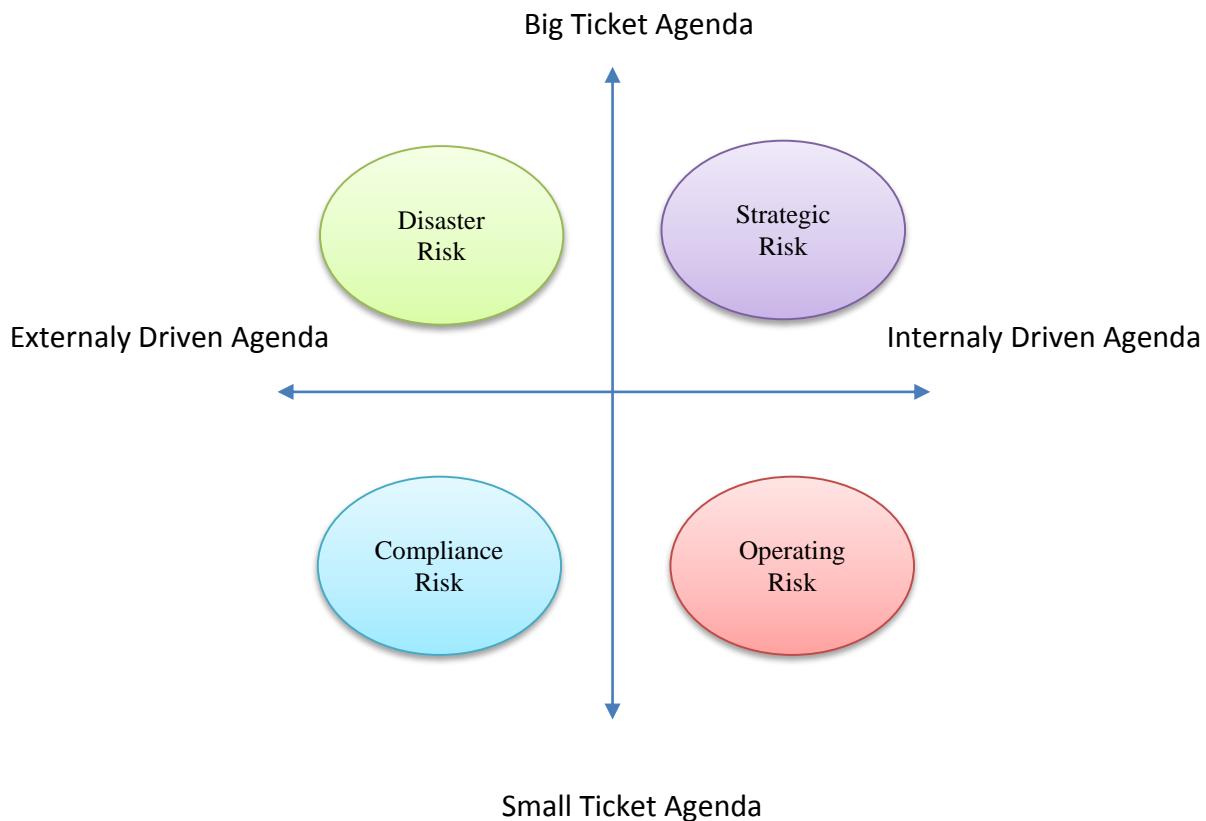 Big Ticket Agenda
Disaster
Risk
Strategic
Risk
Externaly Driven Agenda
Internaly Driven Agenda
Compliance
Risk
Operating
Risk
Small Ticket Agenda